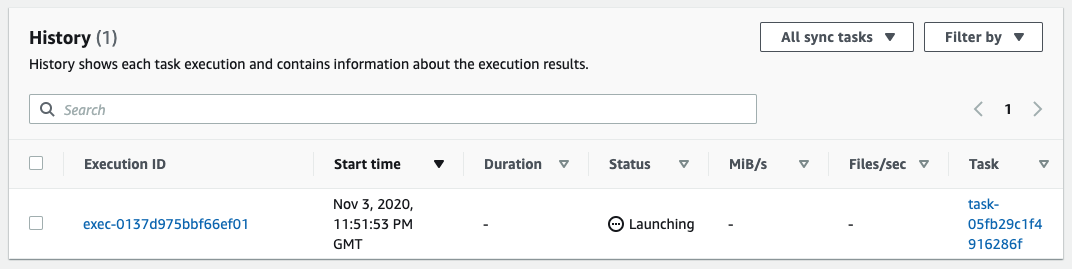 History (1)
All sync tasks
Filter by
History shows each task execution and contains information about the execution results.
Search
1
Execution ID
Start time
Duration
Status
MiB/s
Files/sec
Task
exec-0137d975bbf66ef01
Nov 3, 2020,
11:51:53 PM
GMT
-
Launching
-
-
task-
05fb29c1f4
916286f